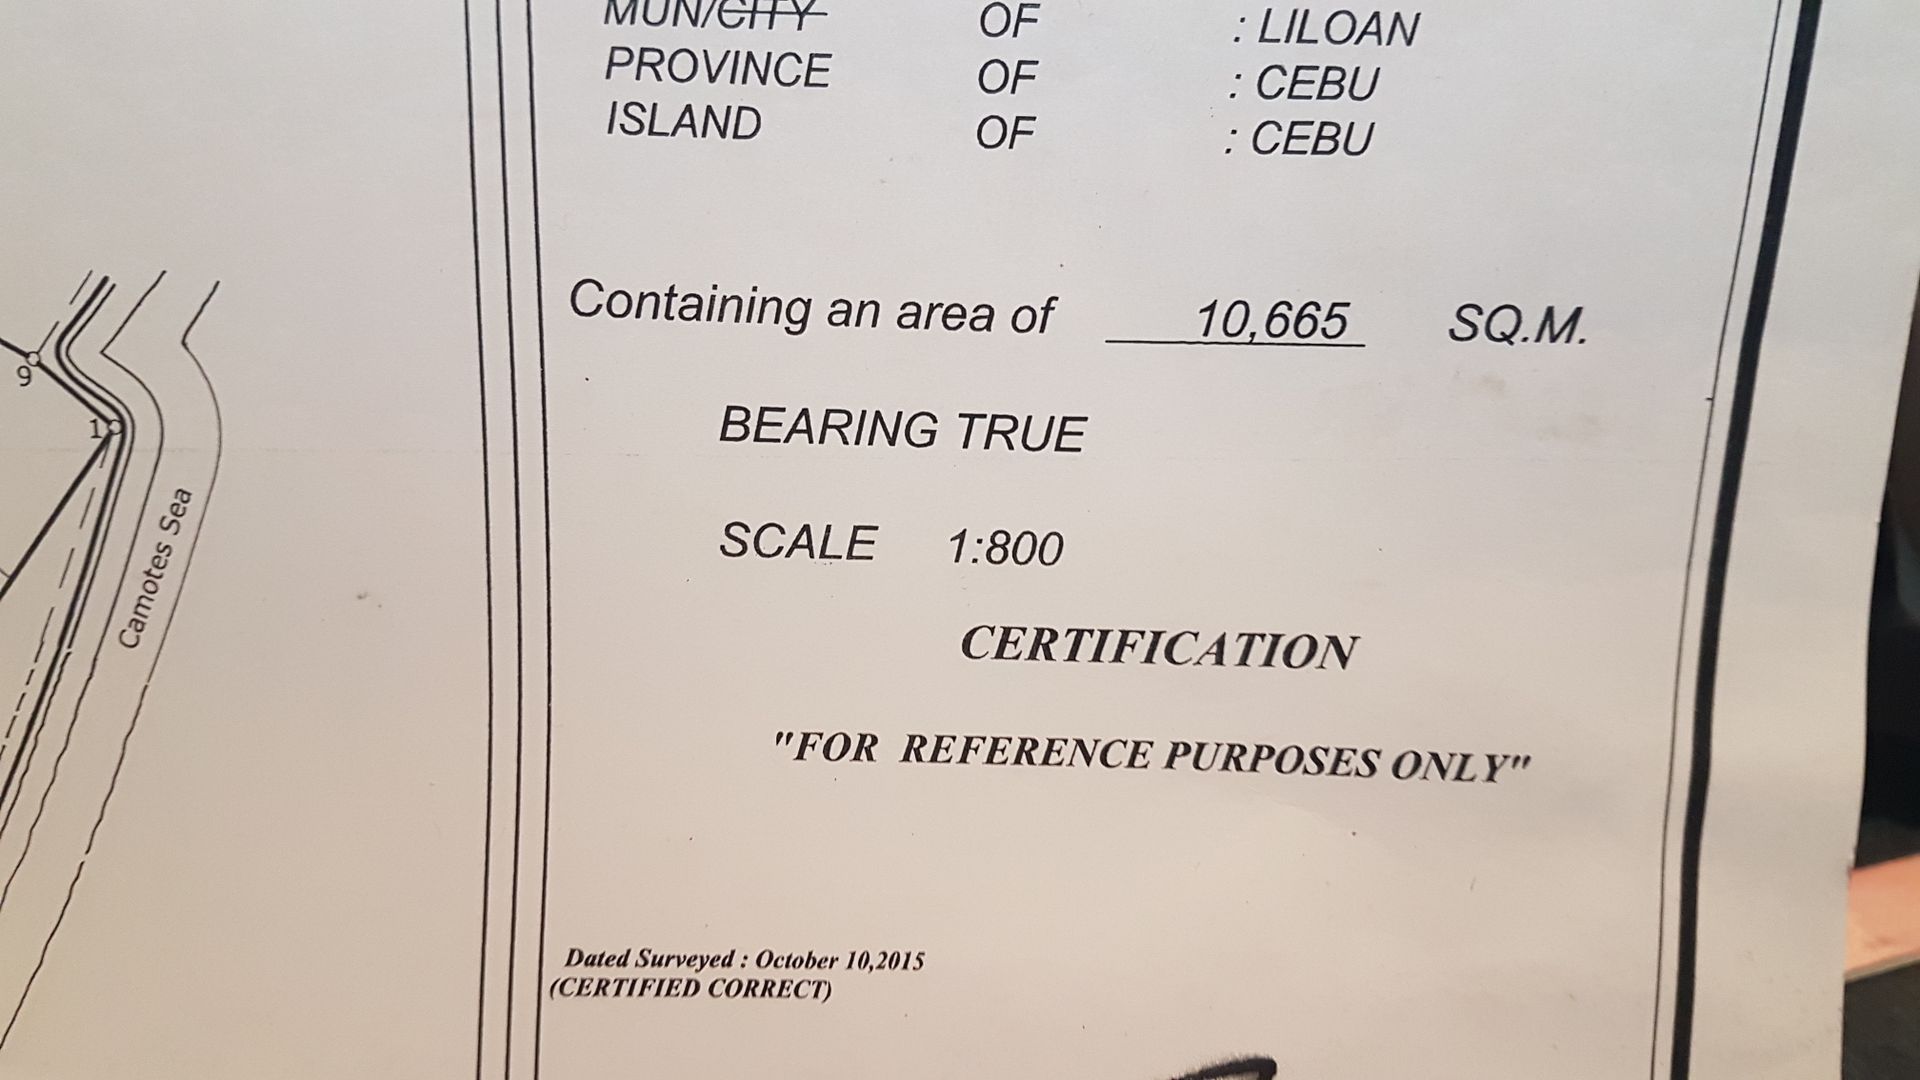 MUN/CITY OF : LILOAN
PROVINCE OF : CEBU
ISLAND OF : CEBU
Containing an area of 10,665 SQ.M.
BEARING TRUE
SCALE 1:800
CERTIFICATION
"FOR REFERENCE PURPOSES ONLY"
Dated Surveyed : October 10,2015
(CERTIFIED CORRECT)
9
1
Camotes Sea